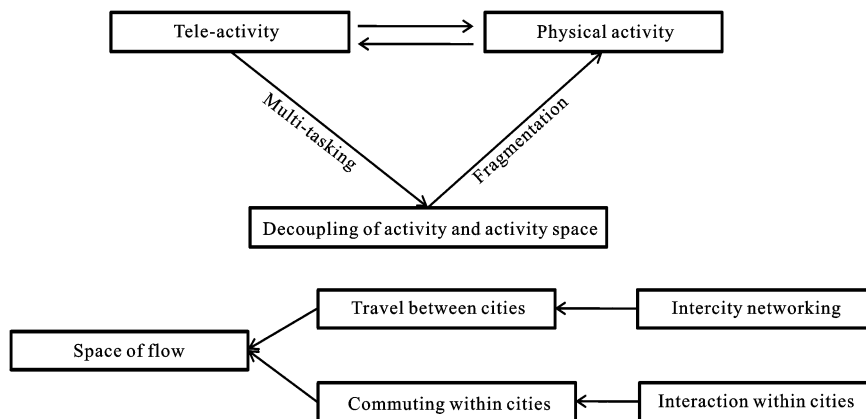 Tele-activity
Physical activity
Multi-tasking
Fragmentation
Decoupling of activity and activity space
Travel between cities
Intercity networking
Space of flow
Commuting within cities
Interaction within cities